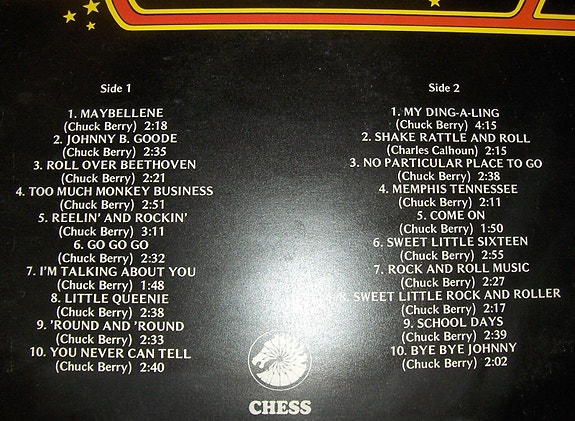 Side 1
1. MAYBELLENE
(Chuck Berry) 2:18
2. JOHNNY B. GOODE
(Chuck Berry) 2:35
3. ROLL OVER BEETHOVEN
(Chuck Berry) 2:21
4. TOO MUCH MONKEY BUSINESS
(Chuck Berry) 2:51
5. REELIN' AND ROCKIN'
(Chuck Berry) 3:11
6. GO GO GO
(Chuck Berry) 2:32
7. I'M TALKING ABOUT YOU
(Chuck Berry) 1:48
8. LITTLE QUEENIE
(Chuck Berry) 2:38
9. 'ROUND AND 'ROUND
(Chuck Berry) 2:33
10. YOU NEVER CAN TELL
(Chuck Berry) 2:40
Side 2
1. MY DING-A-LING
(Chuck Berry) 4:15
2. SHAKE RATTLE AND ROLL
(Charles Calhoun) 2:15
3. NO PARTICULAR PLACE TO GO
(Chuck Berry) 2:38
4. MEMPHIS TENNESSEE
(Chuck Berry) 2:11
5. COME ON
(Chuck Berry) 1:50
6. SWEET LITTLE SIXTEEN
(Chuck Berry) 2:55
7. ROCK AND ROLL MUSIC
(Chuck Berry) 2:27
8. SWEET LITTLE ROCK AND ROLLER
(Chuck Berry) 2:17
9. SCHOOL DAYS
(Chuck Berry) 2:39
10. BYE BYE JOHNNY
(Chuck Berry) 2:02
CHESS